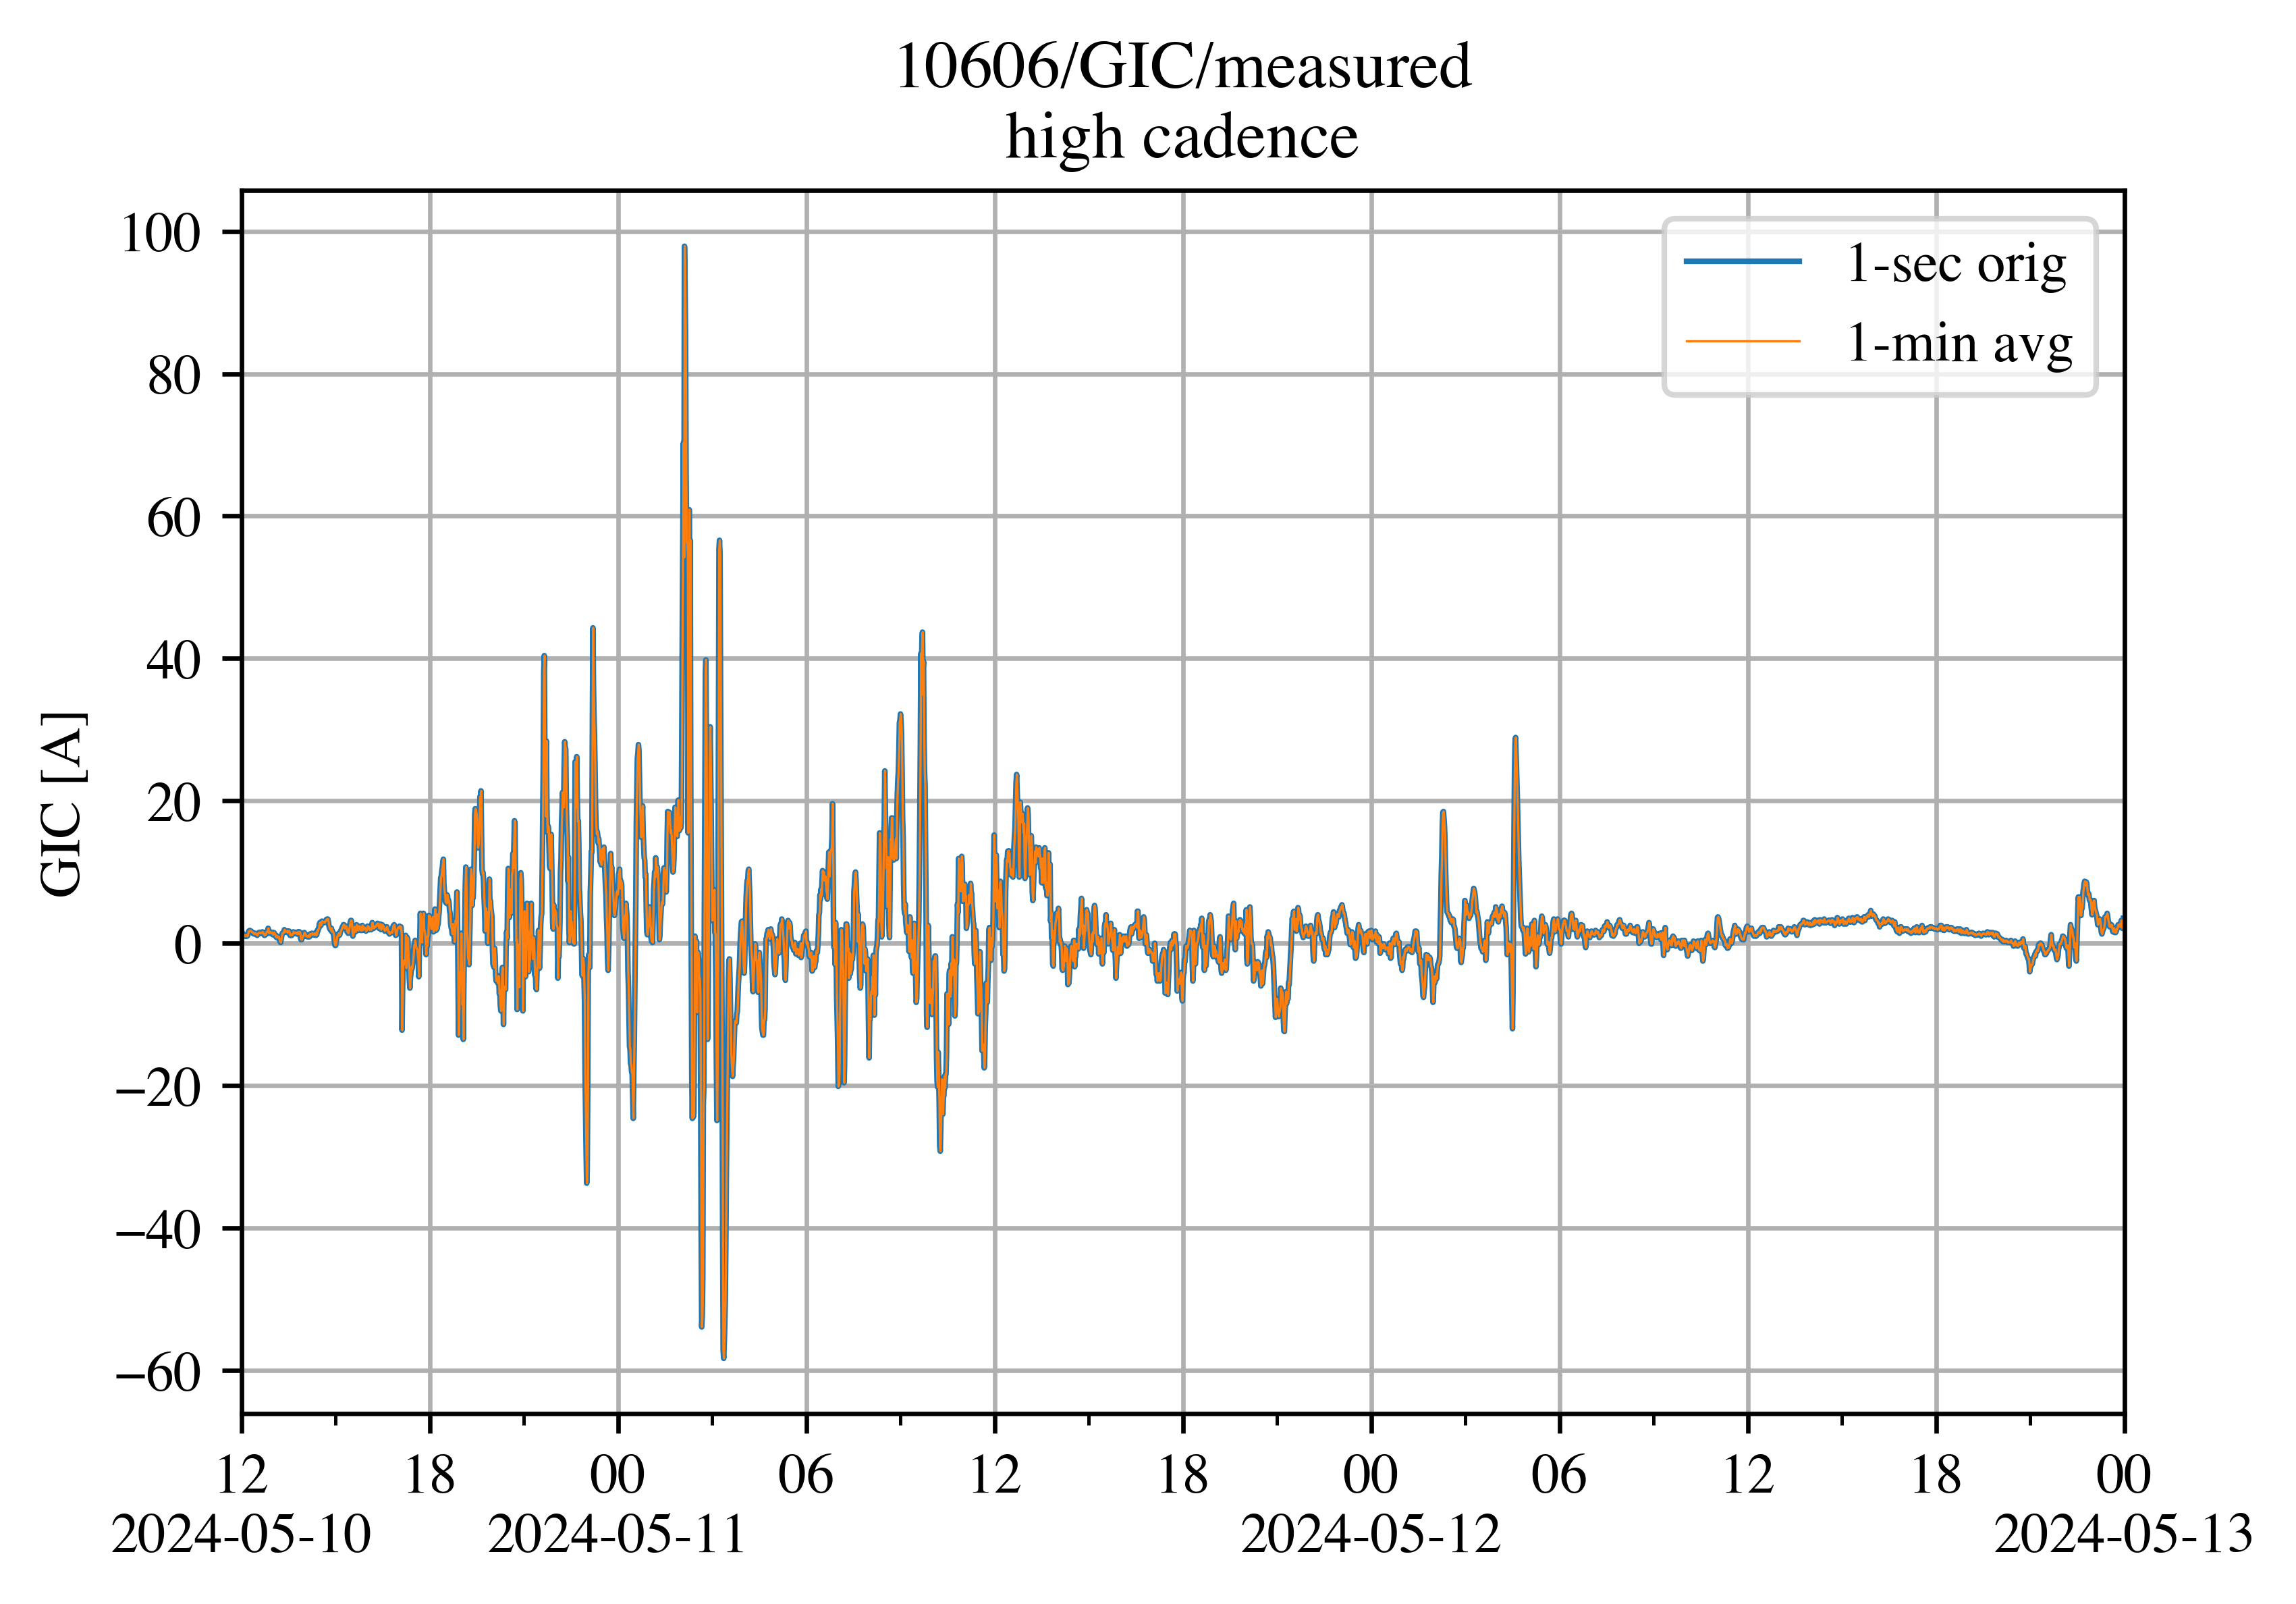 10606/GIC/measured
high cadence
1-sec orig
1-min avg
GIC [A]
100
80
60
40
20
0
−20
−40
−60
12 18 00 06 12 18 00 06 12 18 00
2024-05-10 2024-05-11 2024-05-12 2024-05-13